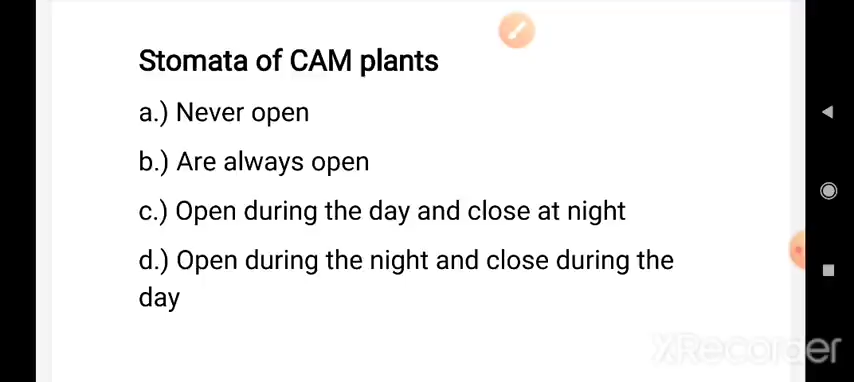 Stomata of CAM plants
a.) Never open
b.) Are always open
c.) Open during the day and close at night
d.) Open during the night and close during the
day
XRecorder